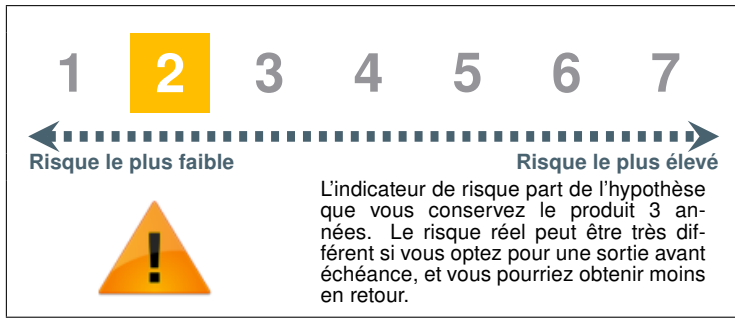 1 2 3 4 5 6 7
Risque le plus faible Risque le plus élevé
L'indicateur de risque part de l'hypothèse
que vous conservez le produit 3 an-
nées. Le risque réel peut être très dif-
férent si vous optez pour une sortie avant
échéance, et vous pourriez obtenir moins
en retour.